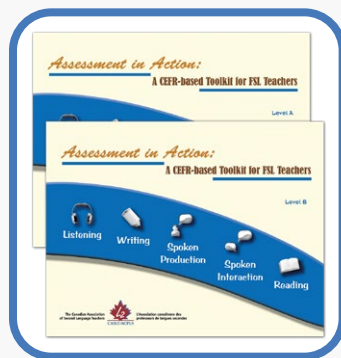 Assessment in Action:
A CEFR-based Toolkit for FSL Teachers
Level A
Assessment in Action:
A CEFR-based Toolkit for FSL Teachers
Level B
Listening
Writing
Spoken
Production
Spoken
Interaction
Reading
The Canadian Association
of Second Language Teachers
L'Association canadienne des
professeurs de langues secondes